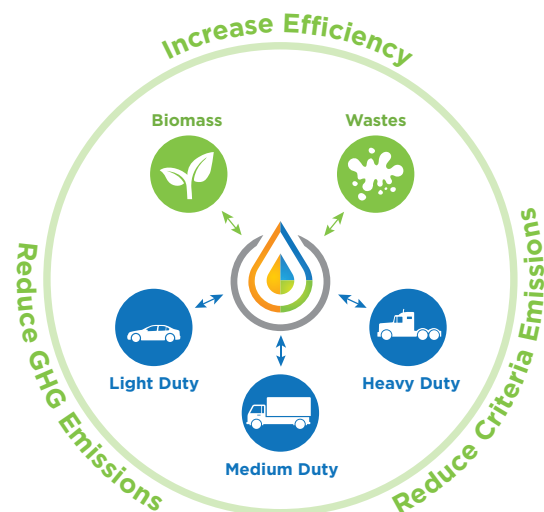 Increase Efficiency
Biomass
Wastes
Reduce GHG Emissions
Reduce Criteria Emissions
Light Duty
Heavy Duty
Medium Duty